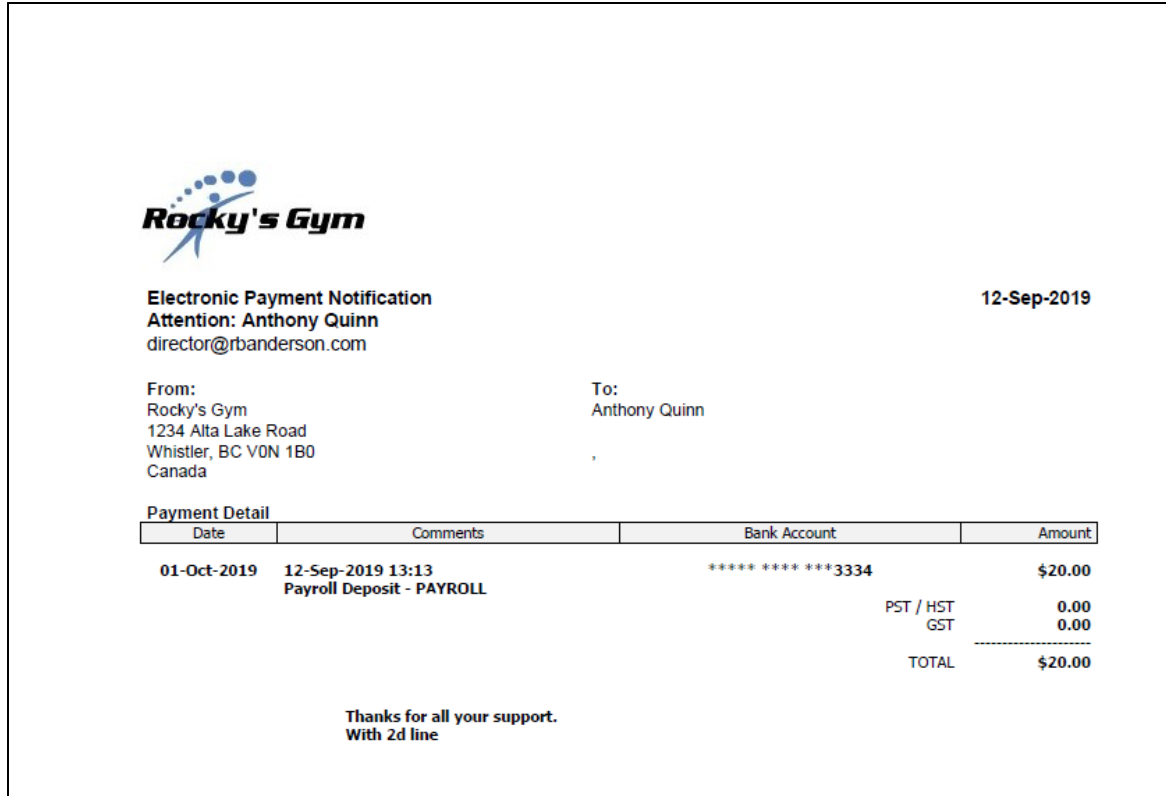 Rocky's Gym
Electronic Payment Notification 12-Sep-2019
Attention: Anthony Quinn
director@rbanderson.com
From: To:
Rocky's Gym Anthony Quinn
1234 Alta Lake Road
Whistler, BC V0N 1B0 ,
Canada
Payment Detail
Date Comments Bank Account Amount
01-Oct-2019 12-Sep-2019 13:13 ***** **** ***3334 $20.00
Payroll Deposit - PAYROLL
PST / HST 0.00
GST 0.00
---------------------
TOTAL $20.00
Thanks for all your support.
With 2d line